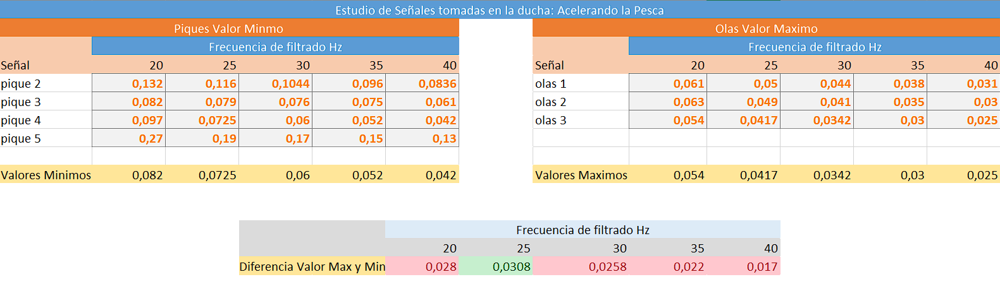 Estudio de Señales tomadas en la ducha: Acelerando la Pesca
Piques Valor Minmo
Frecuencia de filtrado Hz
Señal 20 25 30 35 40
pique 2 0,132 0,116 0,1044 0,096 0,0836
pique 3 0,082 0,079 0,076 0,075 0,061
pique 4 0,097 0,0725 0,06 0,052 0,042
pique 5 0,27 0,19 0,17 0,15 0,13
Valores Minimos 0,082 0,0725 0,06 0,052 0,042
Olas Valor Maximo
Frecuencia de filtrado Hz
Señal 20 25 30 35 40
olas 1 0,061 0,05 0,044 0,038 0,031
olas 2 0,063 0,049 0,041 0,035 0,03
olas 3 0,054 0,0417 0,0342 0,03 0,025
Valores Maximos 0,054 0,0417 0,0342 0,03 0,025
Frecuencia de filtrado Hz
20 25 30 35 40
Diferencia Valor Max y Min 0,028 0,0308 0,0258 0,022 0,017